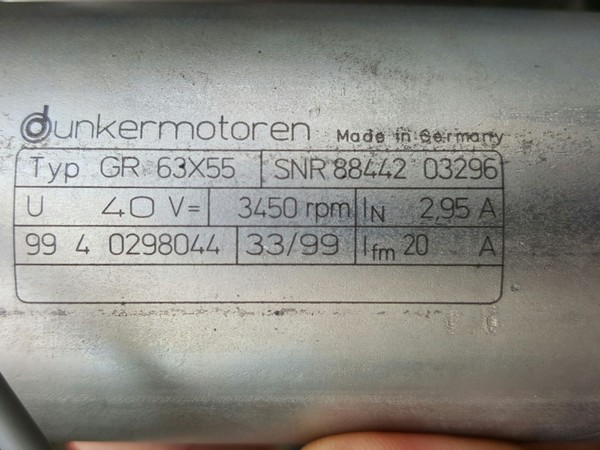 dunkermotoren Made in Germany
Typ GR 63X55 SNR 88442 03296
U 40 V= 3450 rpm IN 2,95 A
99 4 0298044 33/99 Ifm 20 A